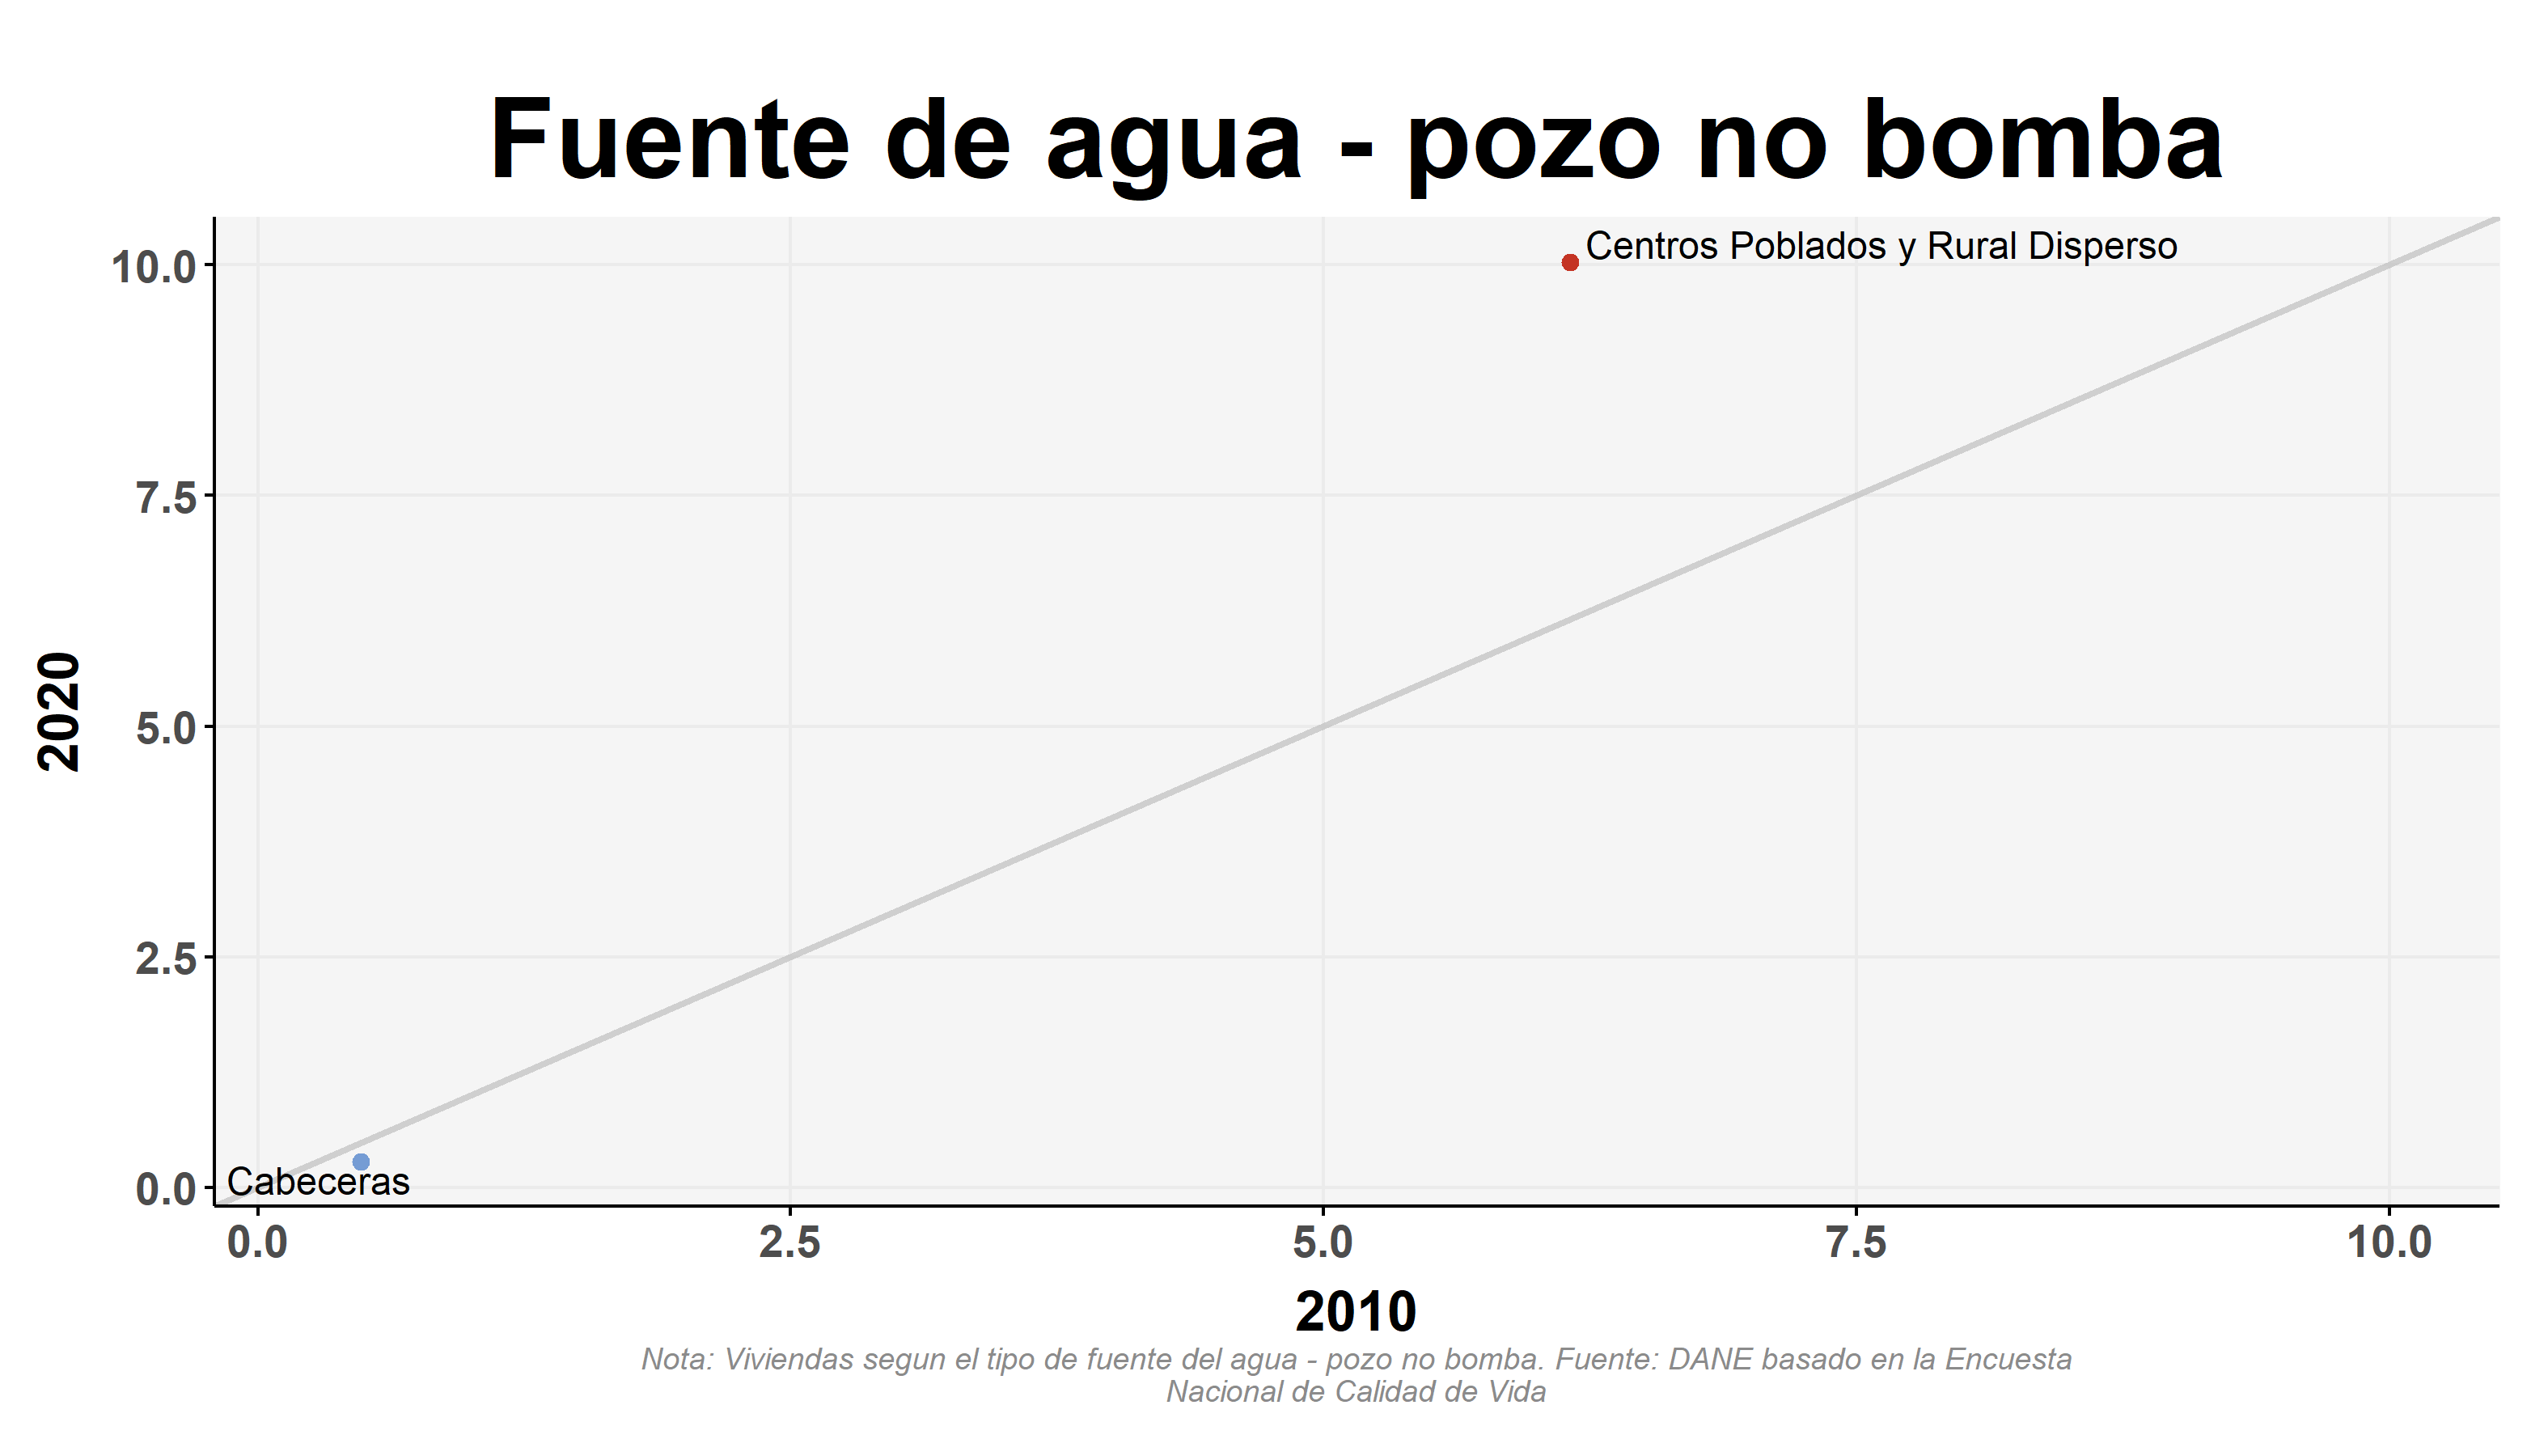 Fuente de agua - pozo no bomba
Centros Poblados y Rural Disperso
10.0
7.5
5.0
2.5
0.0
2020
Cabeceras
0.0 2.5 5.0 7.5 10.0
2010
Nota: Viviendas segun el tipo de fuente del agua - pozo no bomba. Fuente: DANE basado en la Encuesta
Nacional de Calidad de Vida